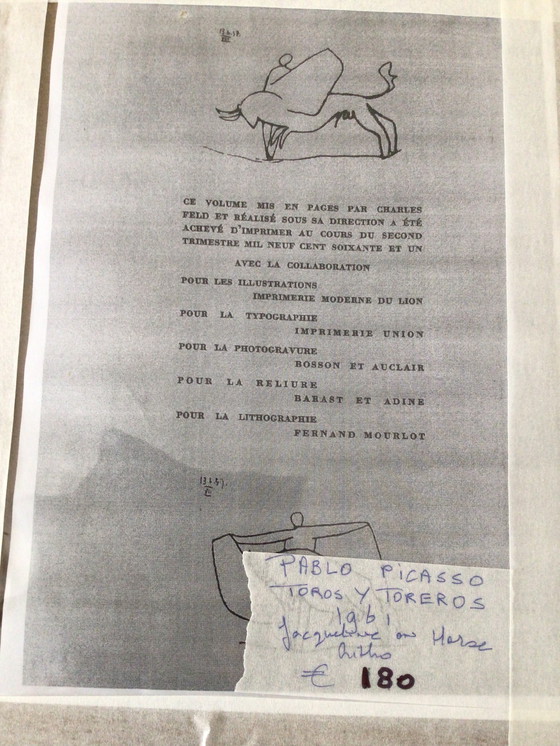 CE VOLUME MIS EN PAGES PAR CHARLES
FELD ET RÉALISÉ SOUS SA DIRECTION A ÉTÉ
ACHEVÉ D'IMPRIMER AU COURS DU SECOND
TRIMESTRE MIL NEUF CENT SOIXANTE ET UN
AVEC LA COLLABORATION
POUR LES ILLUSTRATIONS
IMPRIMERIE MODERNE DU LION
POUR LA TYPOGRAPHIE
IMPRIMERIE UNION
POUR LA PHOTOGRAVURE
BOSSON ET AUCLAIR
POUR LA RELIURE
BARAST ET ADINE
POUR LA LITHOGRAPHIE
FERNAND MOURLOT
PABLO PICASSO
TOROS Y TOREROS
1961
Jacqueline on Horse
Litho
€ 180